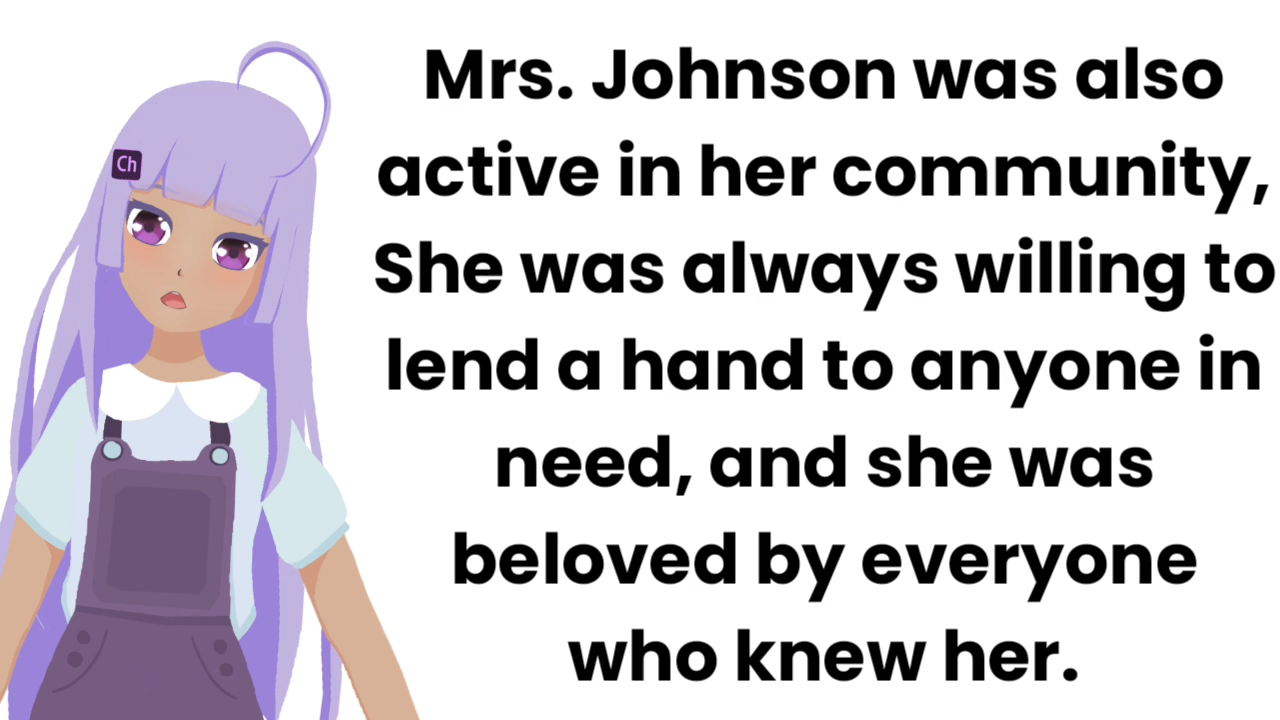 Ch
Mrs. Johnson was also
active in her community,
She was always willing to
lend a hand to anyone in
need, and she was
beloved by everyone
who knew her.